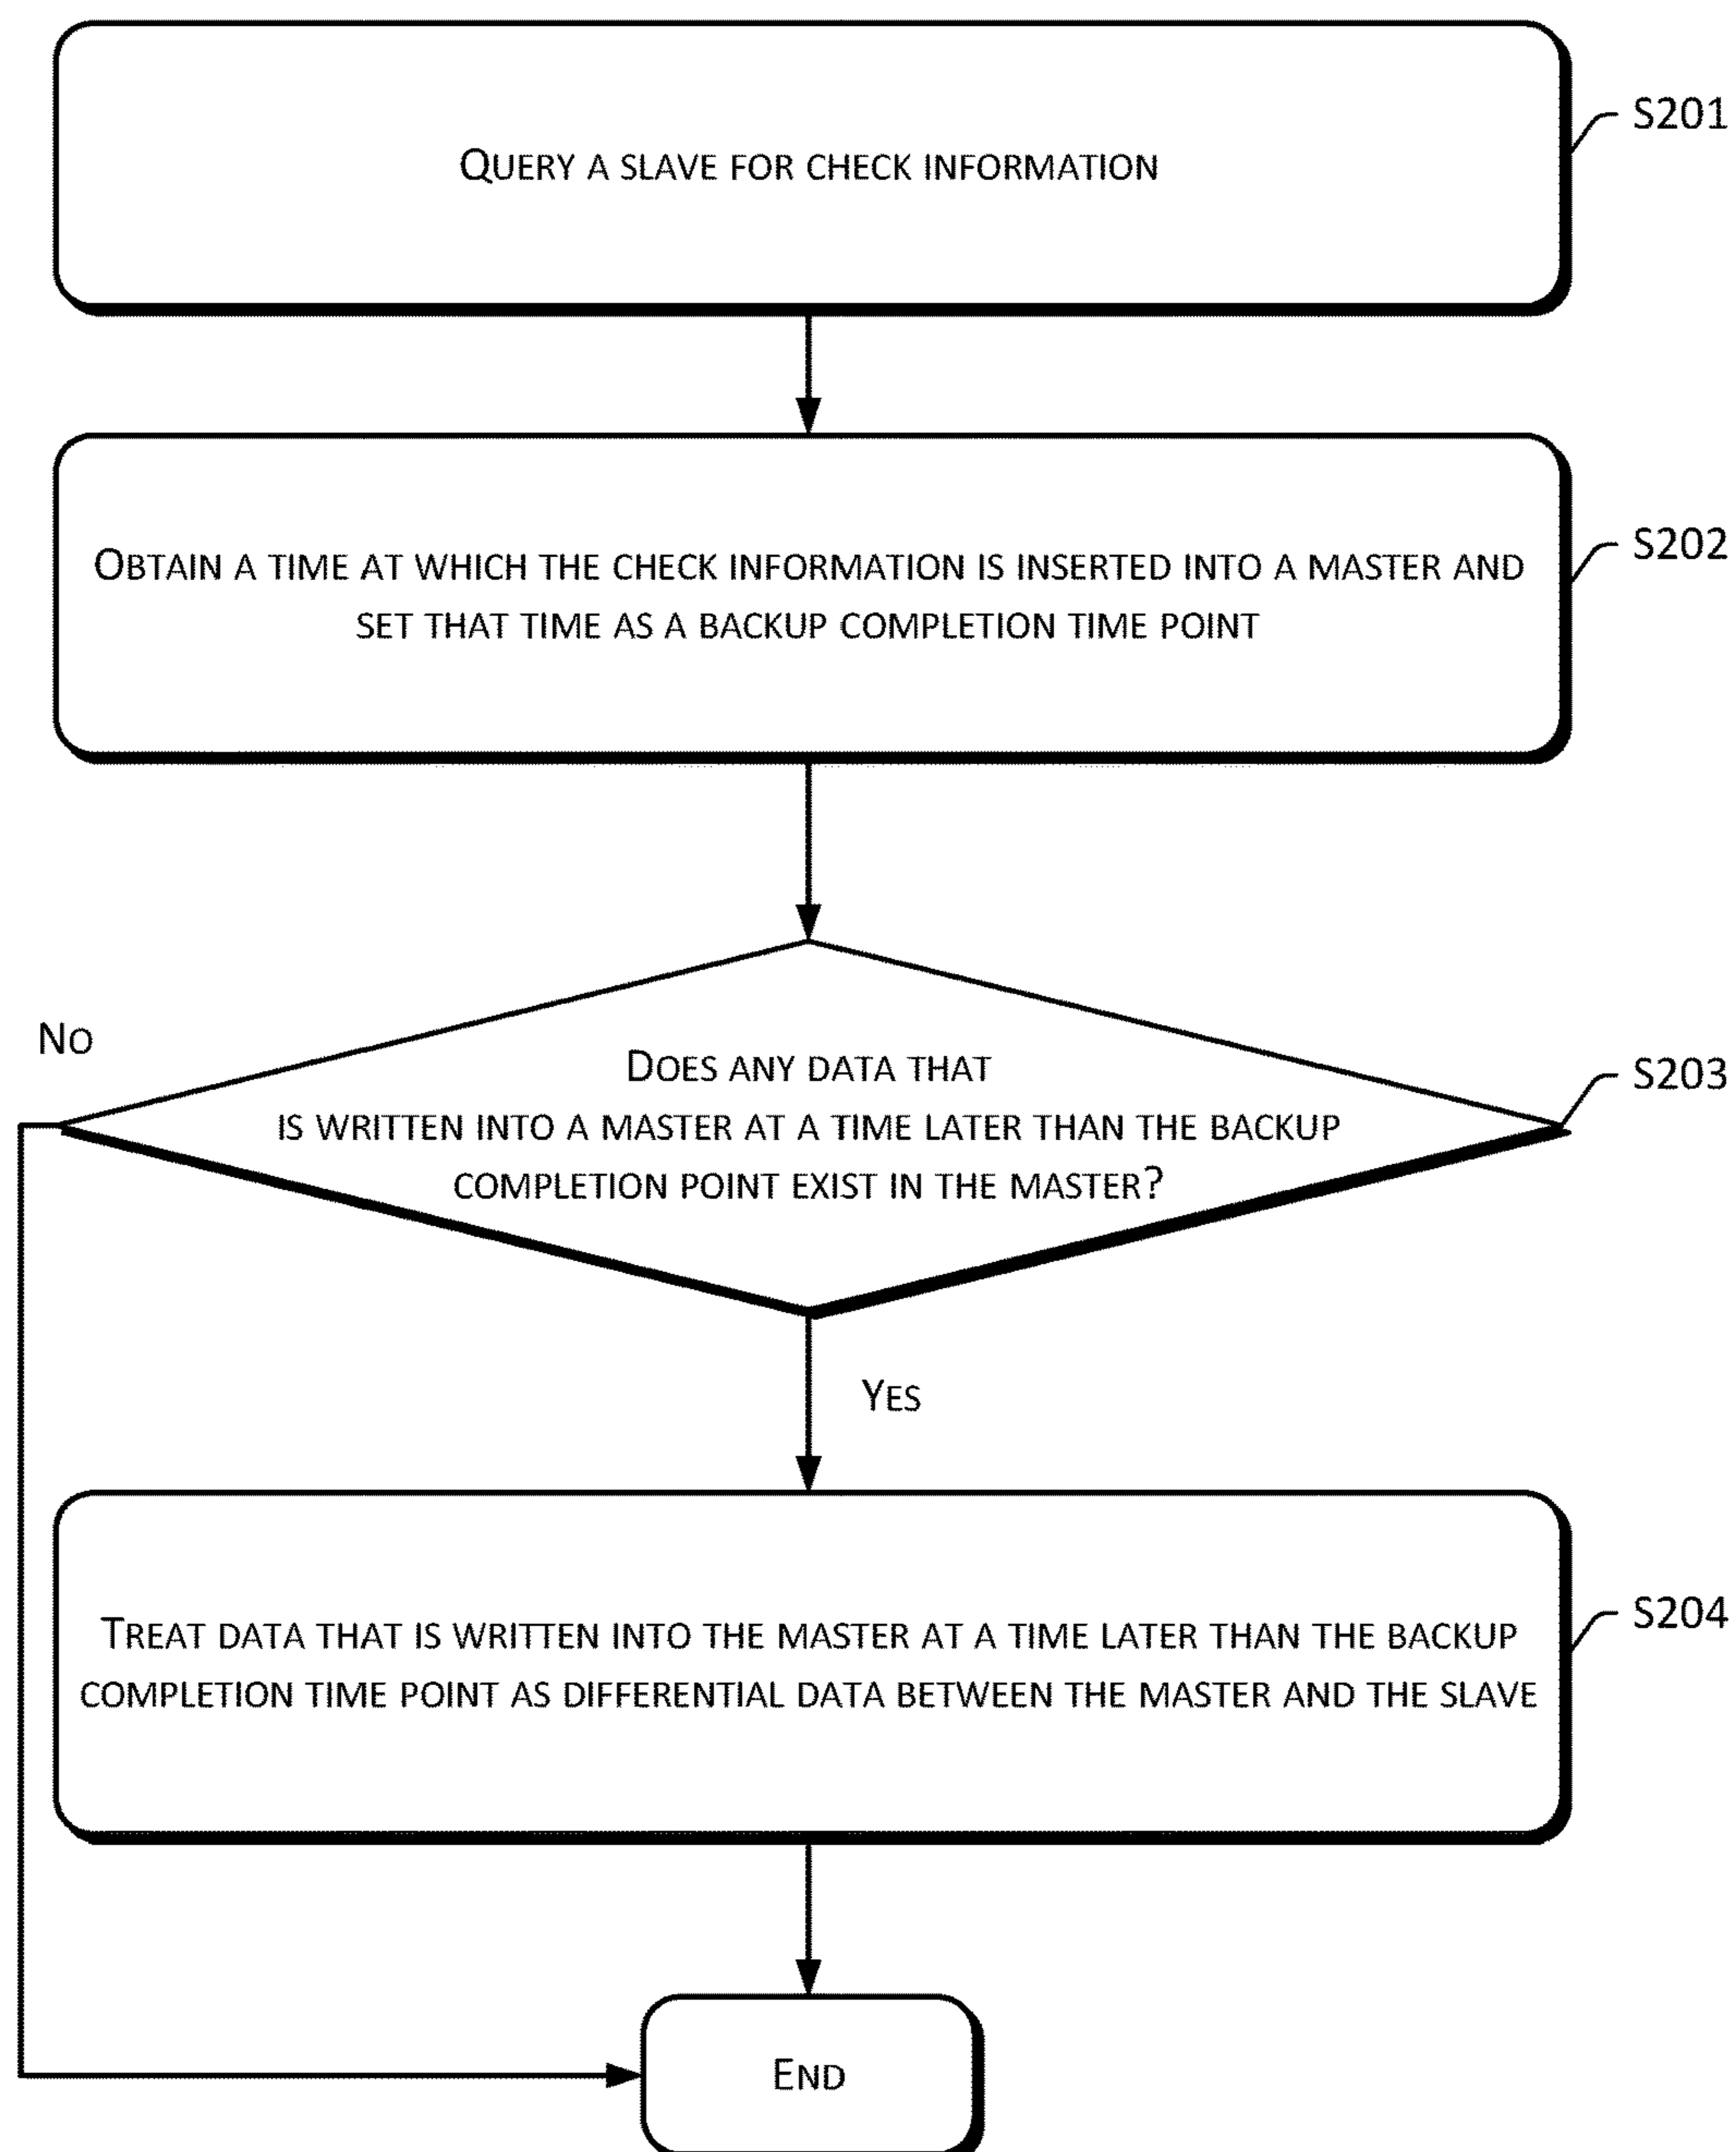 QUERY A SLAVE FOR CHECK INFORMATION
S201
OBTAIN A TIME AT WHICH THE CHECK INFORMATION IS INSERTED INTO A MASTER AND
SET THAT TIME AS A BACKUP COMPLETION TIME POINT
S202
NO
DOES ANY DATA THAT
IS WRITTEN INTO A MASTER AT A TIME LATER THAN THE BACKUP
COMPLETION POINT EXIST IN THE MASTER?
S203
YES
TREAT DATA THAT IS WRITTEN INTO THE MASTER AT A TIME LATER THAN THE BACKUP
COMPLETION TIME POINT AS DIFFERENTIAL DATA BETWEEN THE MASTER AND THE SLAVE
S204
END